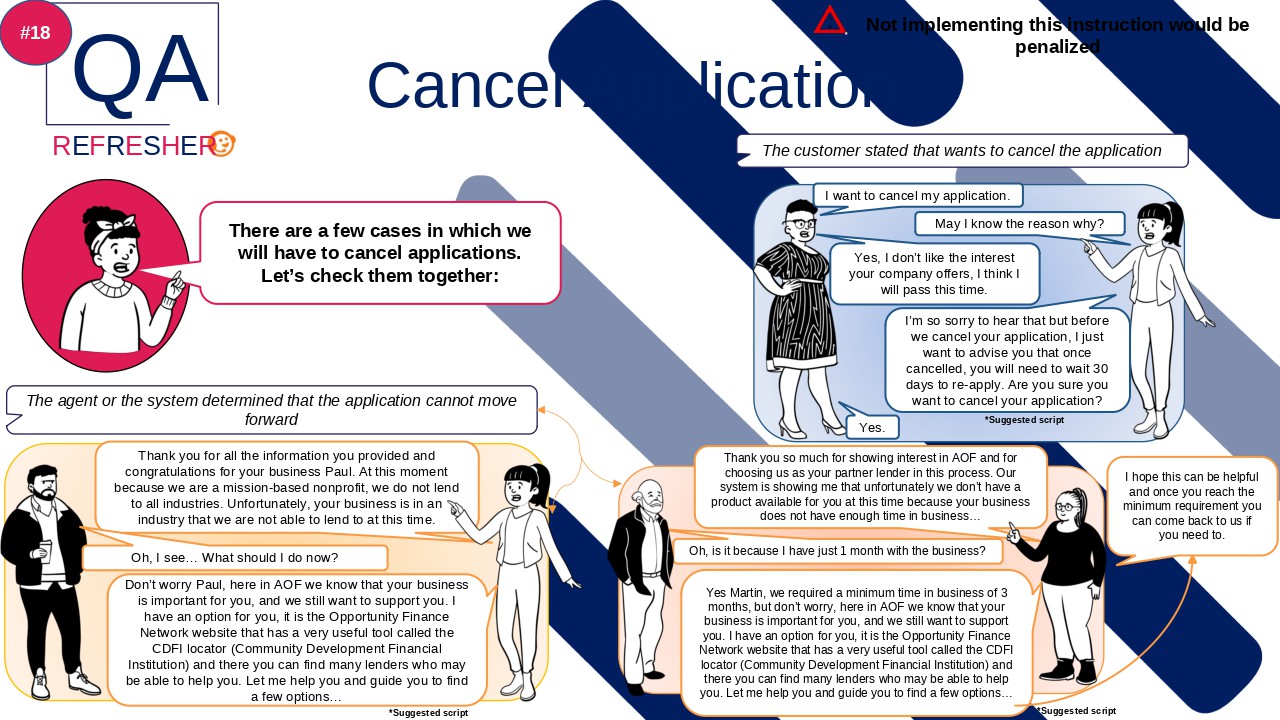 #18
QA
REFRESHER
Cancel Application
Not implementing this instruction would be
penalized
There are a few cases in which we
will have to cancel applications.
Let’s check them together:
The customer stated that wants to cancel the application
I want to cancel my application.
May I know the reason why?
Yes, I don’t like the interest
your company offers, I think I
will pass this time.
I’m so sorry to hear that but before
we cancel your application, I just
want to advise you that once
cancelled, you will need to wait 30
days to re-apply. Are you sure you
want to cancel your application?
*Suggested script
Yes.
The agent or the system determined that the application cannot move
forward
Thank you for all the information you provided and
congratulations for your business Paul. At this moment
because we are a mission-based nonprofit, we do not lend
to all industries. Unfortunately, your business is in an
industry that we are not able to lend to at this time.
Oh, I see… What should I do now?
Don’t worry Paul, here in AOF we know that your business
is important for you, and we still want to support you. I
have an option for you, it is the Opportunity Finance
Network website that has a very useful tool called the
CDFI locator (Community Development Financial
Institution) and there you can find many lenders who may
be able to help you. Let me help you and guide you to find
a few options…
*Suggested script
Thank you so much for showing interest in AOF and for
choosing us as your partner lender in this process. Our
system is showing me that unfortunately we don’t have a
product available for you at this time because your business
does not have enough time in business…
Oh, is it because I have just 1 month with the business?
Yes Martin, we required a minimum time in business of 3
months, but don’t worry, here in AOF we know that your
business is important for you, and we still want to support
you. I have an option for you, it is the Opportunity Finance
Network website that has a very useful tool called the CDFI
locator (Community Development Financial Institution) and
there you can find many lenders who may be able to help
you. Let me help you and guide you to find a few options…
I hope this can be helpful
and once you reach the
minimum requirement you
can come back to us if
you need to.
*Suggested script